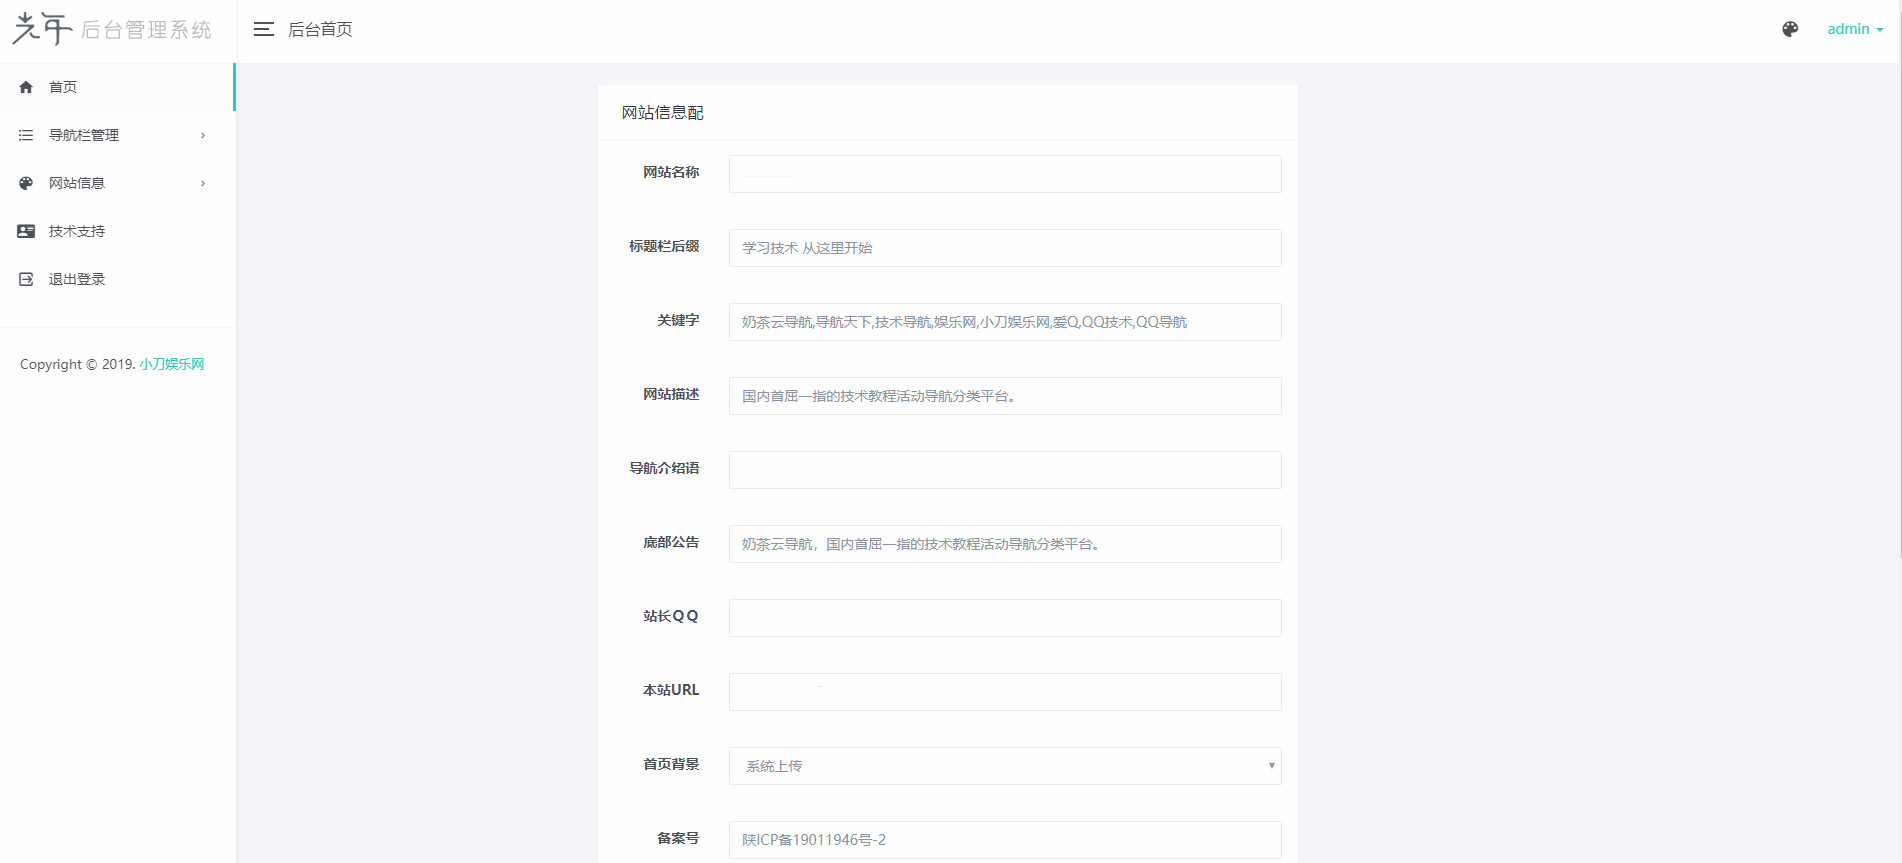 光年 后台管理系统
后台首页
admin
首页
导航栏管理
网站信息
技术支持
退出登录
Copyright © 2019. 小刀娱乐网
网站信息配
网站名称
标题栏后缀 学习技术 从这里开始
关键字 奶茶云导航,导航天下,技术导航,娱乐网,小刀娱乐网,爱Q,QQ技术,QQ导航
网站描述 国内首屈一指的技术教程活动导航分类平台。
导航介绍语
底部公告 奶茶云导航，国内首屈一指的技术教程活动导航分类平台。
站长ＱＱ
本站URL
首页背景 系统上传
备案号 陕ICP备19011946号-2